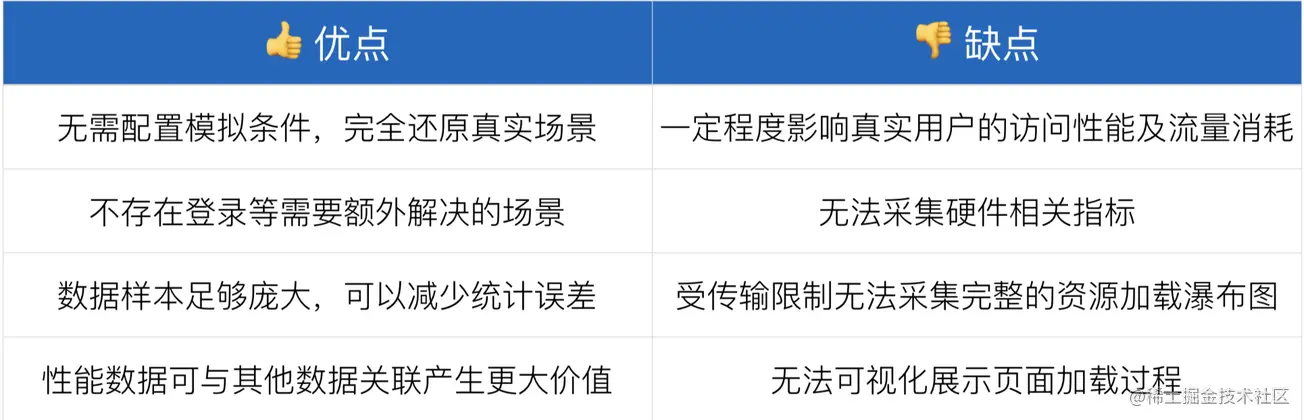 👍 优点
👎 缺点
无需配置模拟条件，完全还原真实场景
一定程度影响真实用户的访问性能及流量消耗
不存在登录等需要额外解决的场景
无法采集硬件相关指标
数据样本足够庞大，可以减少统计误差
受传输限制无法采集完整的资源加载瀑布图
性能数据可与其他数据关联产生更大价值
无法可视化展示页面加载过程
@稀土掘金技术社区